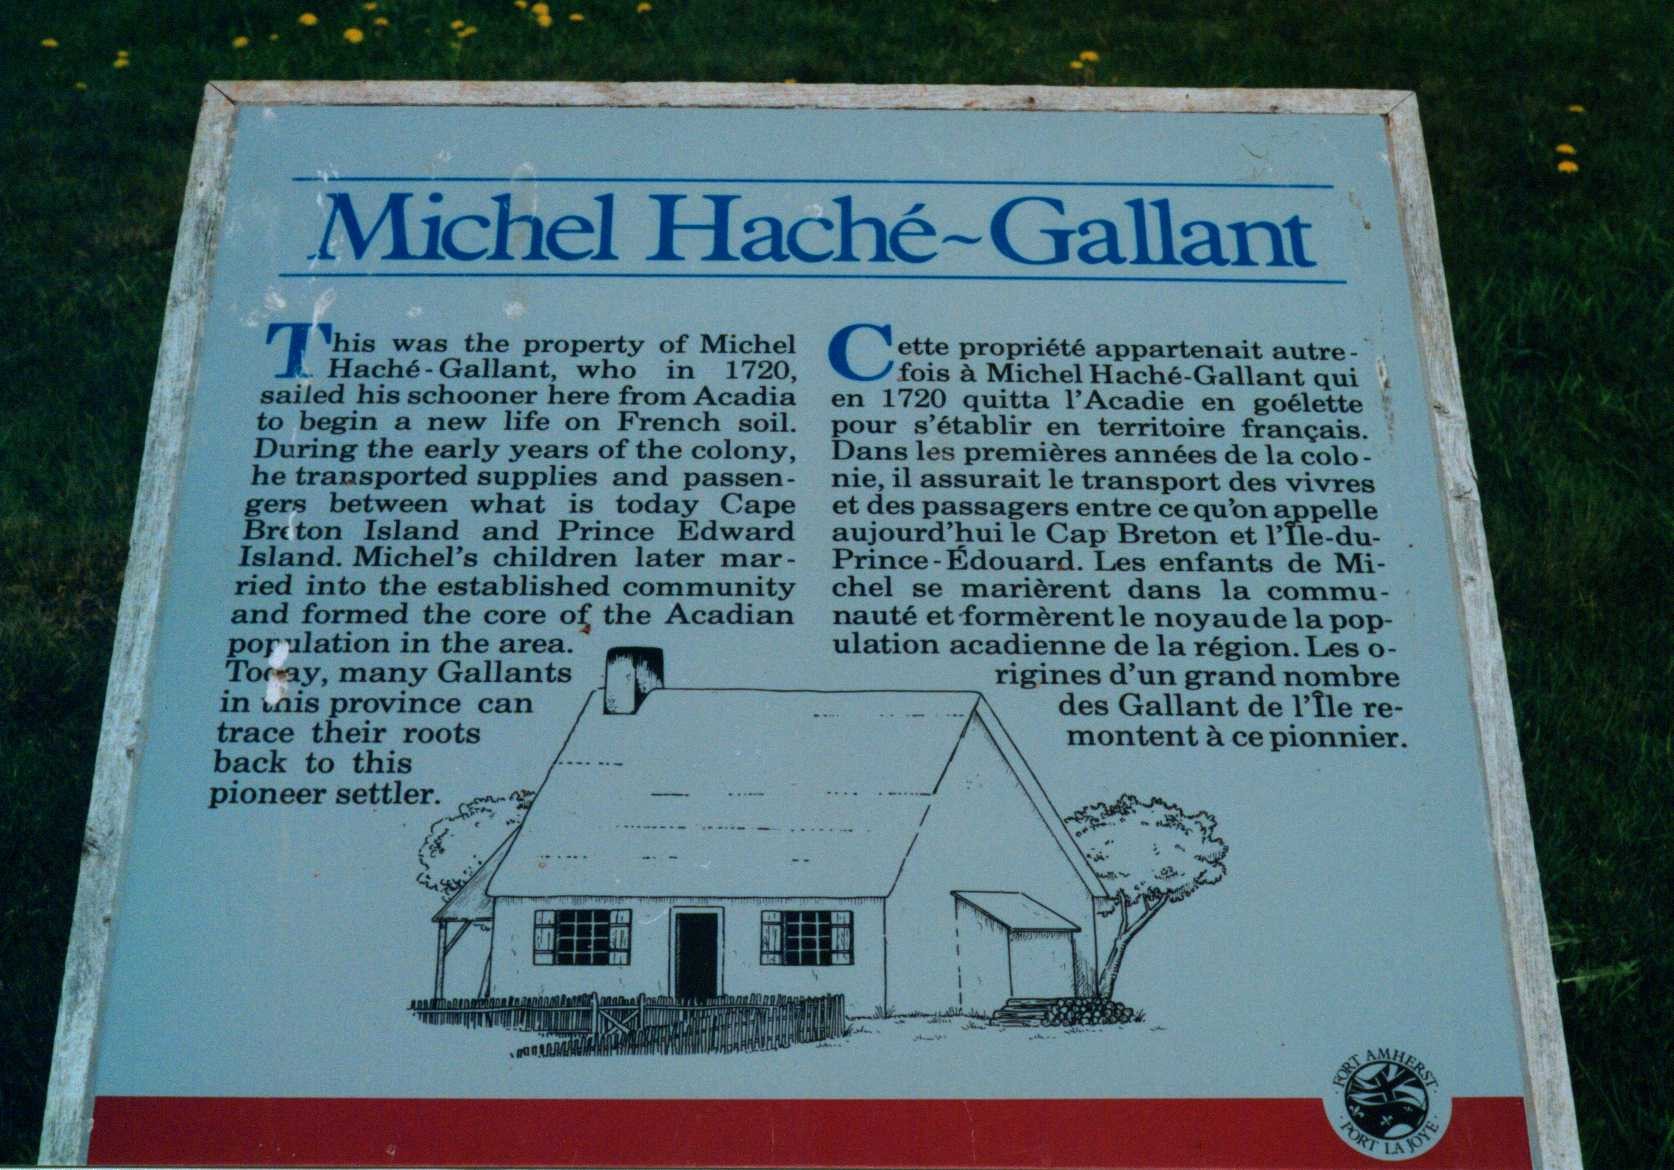 Michel Haché~Gallant
This was the property of Michel
Haché-Gallant, who in 1720,
sailed his schooner here from Acadia
to begin a new life on French soil.
During the early years of the colony,
he transported supplies and passen-
gers between what is today Cape
Breton Island and Prince Edward
Island. Michel's children later mar-
ried into the established community
and formed the core of the Acadian
population in the area.
Today, many Gallants
in this province can
trace their roots
back to this
pioneer settler.
Cette propriété appartenait autre-
fois à Michel Haché-Gallant qui
en 1720 quitta l'Acadie en goélette
pour s'établir en territoire français.
Dans les premières années de la colo-
nie, il assurait le transport des vivres
et des passagers entre ce qu'on appelle
aujourd'hui le Cap Breton et l'Île-du-
Prince-Édouard. Les enfants de Mi-
chel se marièrent dans la commu-
nauté et formèrent le noyau de la pop-
ulation acadienne de la région. Les o-
rigines d'un grand nombre
des Gallant de l'Île re-
montent à ce pionnier.
FORT AMHERST
PORT LA JOYE